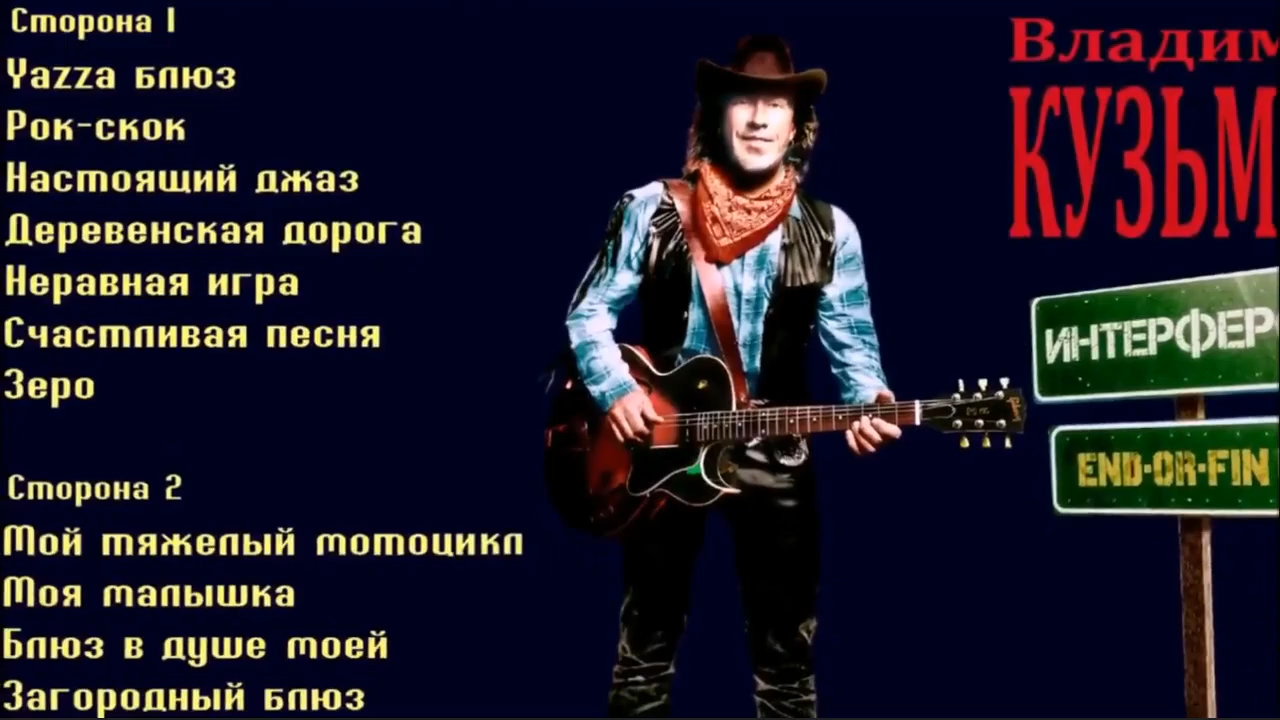 Сторона 1
Yazza блюз
Рок-скок
Настоящий джаз
Деревенская дорога
Неравная игра
Счастливая песня
Зеро
Сторона 2
Мой тяжелый мотоцикл
Моя малышка
Блюз в душе моей
Загородный блюз
Владим
КУЗЬМ
ИНТЕРФЕР
END-OR-FIN
Gibson